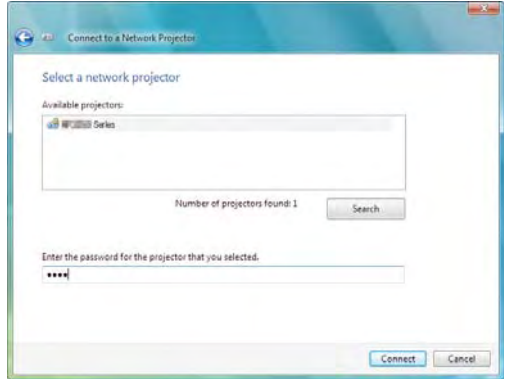 Connect to a Network Projector
Select a network projector
Available projectors:
Series
Number of projectors found: 1
Search
Enter the password for the projector that you selected.
••••
Connect
Cancel